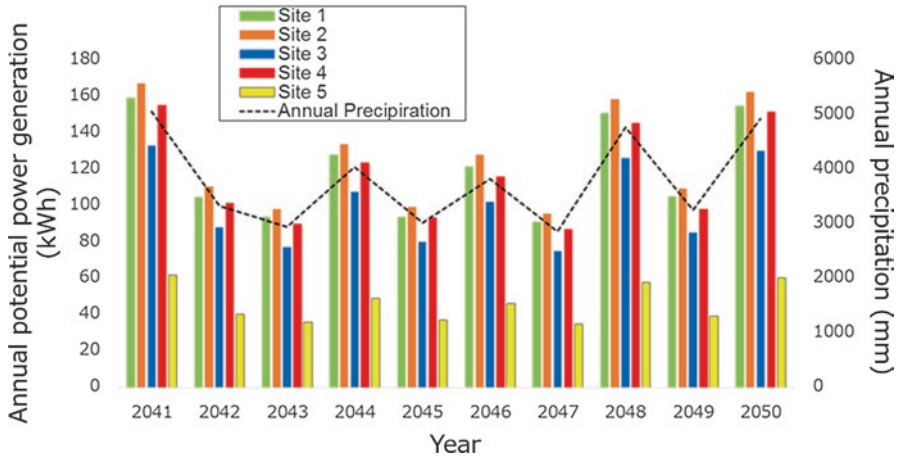 Site 1
Site 2
Site 3
Site 4
Site 5
Annual Precipiration
Annual potential power generation
(kWh)
180
160
140
120
100
80
60
40
20
0
6000
5000
4000
3000
2000
1000
0
Annual precipitation (mm)
2041 2042 2043 2044 2045 2046 2047 2048 2049 2050
Year